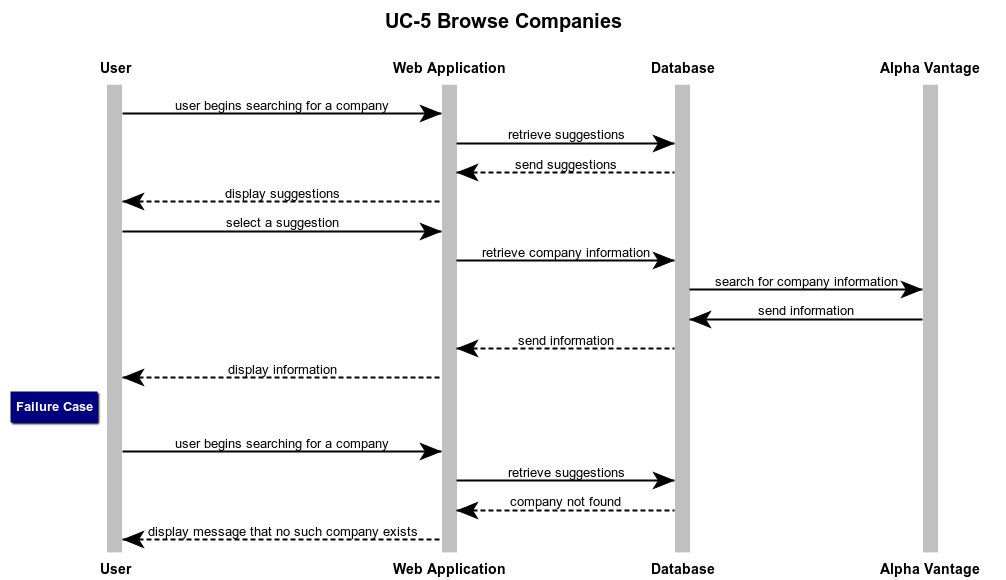 UC-5 Browse Companies
User Web Application Database Alpha Vantage
user begins searching for a company
retrieve suggestions
send suggestions
display suggestions
select a suggestion
retrieve company information
search for company information
send information
send information
display information
Failure Case
user begins searching for a company
retrieve suggestions
company not found
display message that no such company exists
User Web Application Database Alpha Vantage